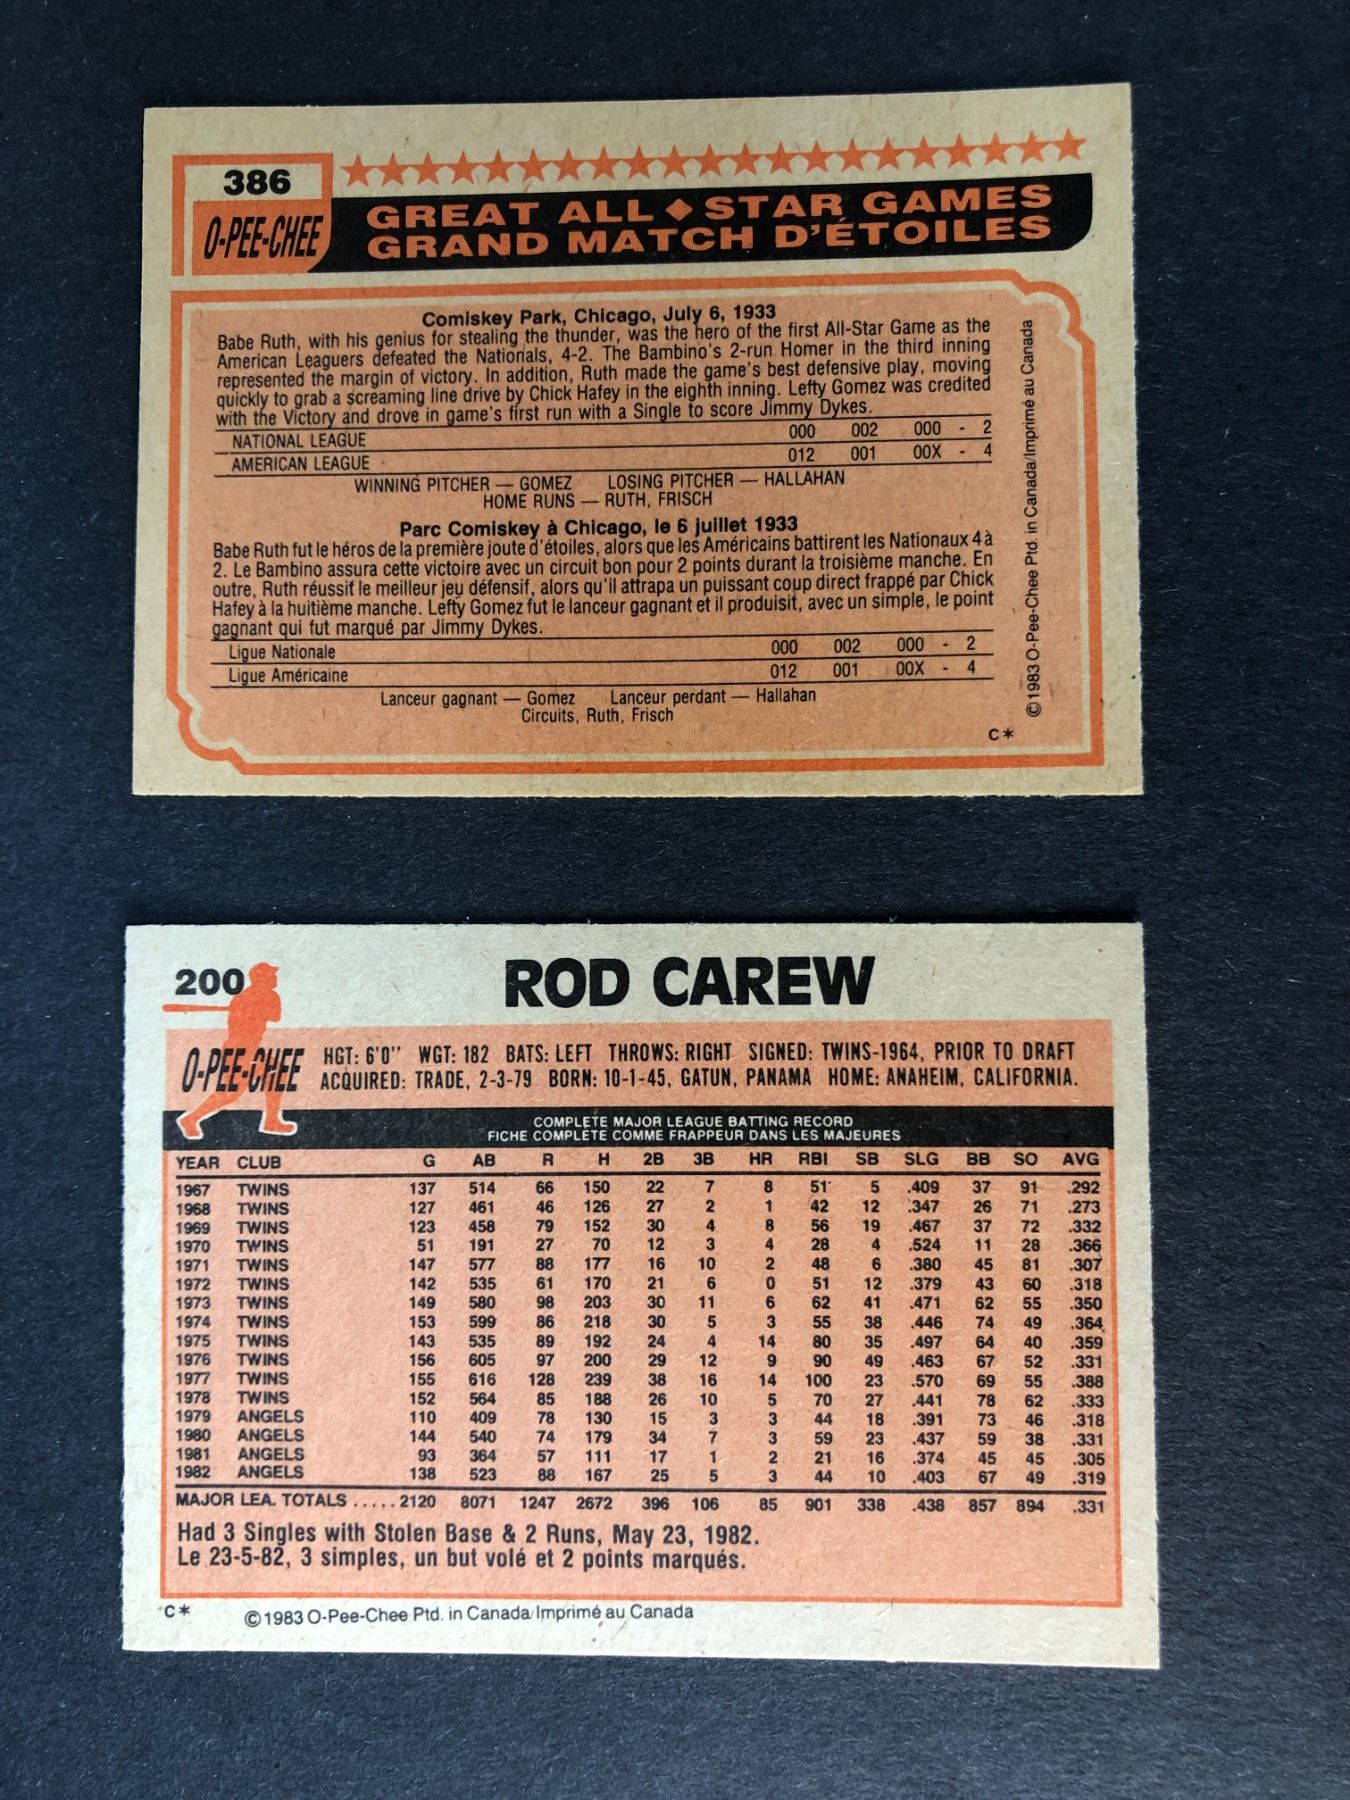 386
O-PEE-CHEE
GREAT ALL ◆ STAR GAMES
GRAND MATCH D'ÉTOILES
Comiskey Park, Chicago, July 6, 1933
Babe Ruth, with his genius for stealing the thunder, was the hero of the first All-Star Game as the
American Leaguers defeated the Nationals, 4-2. The Bambino's 2-run Homer in the third inning
represented the margin of victory. In addition, Ruth made the game's best defensive play, moving
quickly to grab a screaming line drive by Chick Hafey in the eighth inning. Lefty Gomez was credited
with the Victory and drove in game's first run with a Single to score Jimmy Dykes.
NATIONAL LEAGUE 000 002 000 - 2
AMERICAN LEAGUE 012 001 00X - 4
WINNING PITCHER — GOMEZ LOSING PITCHER — HALLAHAN
HOME RUNS — RUTH, FRISCH
Parc Comiskey à Chicago, le 6 juillet 1933
Babe Ruth fut le héros de la première joute d'étoiles, alors que les Américains battirent les Nationaux 4 à
2. Le Bambino assura cette victoire avec un circuit bon pour 2 points durant la troisième manche. En
outre, Ruth réussit le meilleur jeu défensif, alors qu'il attrapa un puissant coup direct frappé par Chick
Hafey à la huitième manche. Lefty Gomez fut le lanceur gagnant et il produisit, avec un simple, le point
gagnant qui fut marqué par Jimmy Dykes.
Ligue Nationale 000 002 000 - 2
Ligue Américaine 012 001 00X - 4
Lanceur gagnant — Gomez Lanceur perdant — Hallahan
Circuits, Ruth, Frisch
C*
©1983 O-Pee-Chee Ptd. in Canada/Imprimé au Canada
200
ROD CAREW
O-PEE-CHEE
HGT: 6'0" WGT: 182 BATS: LEFT THROWS: RIGHT SIGNED: TWINS-1964, PRIOR TO DRAFT
ACQUIRED: TRADE, 2-3-79 BORN: 10-1-45, GATUN, PANAMA HOME: ANAHEIM, CALIFORNIA.
COMPLETE MAJOR LEAGUE BATTING RECORD
FICHE COMPLÈTE COMME FRAPPEUR DANS LES MAJEURES
YEAR CLUB G AB R H 2B 3B HR RBI SB SLG BB SO AVG
1967 TWINS 137 514 66 150 22 7 8 51 5 .409 37 91 .292
1968 TWINS 127 461 46 126 27 2 1 42 12 .347 26 71 .273
1969 TWINS 123 458 79 152 30 4 8 56 19 .467 37 72 .332
1970 TWINS 51 191 27 70 12 3 4 28 4 .524 11 28 .366
1971 TWINS 147 577 88 177 16 10 2 48 6 .380 45 81 .307
1972 TWINS 142 535 61 170 21 6 0 51 12 .379 43 60 .318
1973 TWINS 149 580 98 203 30 11 6 62 41 .471 62 55 .350
1974 TWINS 153 599 86 218 30 5 3 55 38 .446 74 49 .364
1975 TWINS 143 535 89 192 24 4 14 80 35 .497 64 40 .359
1976 TWINS 156 605 97 200 29 12 9 90 49 .463 67 52 .331
1977 TWINS 155 616 128 239 38 16 14 100 23 .570 69 55 .388
1978 TWINS 152 564 85 188 26 10 5 70 27 .441 78 62 .333
1979 ANGELS 110 409 78 130 15 3 3 44 18 .391 73 46 .318
1980 ANGELS 144 540 74 179 34 7 3 59 23 .437 59 38 .331
1981 ANGELS 93 364 57 111 17 1 2 21 16 .374 45 45 .305
1982 ANGELS 138 523 88 167 25 5 3 44 10 .403 67 49 .319
MAJOR LEA. TOTALS ..... 2120 8071 1247 2672 396 106 85 901 338 .438 857 894 .331
Had 3 Singles with Stolen Base & 2 Runs, May 23, 1982.
Le 23-5-82, 3 simples, un but volé et 2 points marqués.
C* ©1983 O-Pee-Chee Ptd. in Canada/Imprimé au Canada